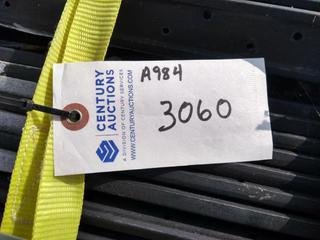 A984
3060
CENTURY
AUCTIONS
A DIVISION OF CENTURY SERVICES
WWW.CENTURYAUCTIONS.COM